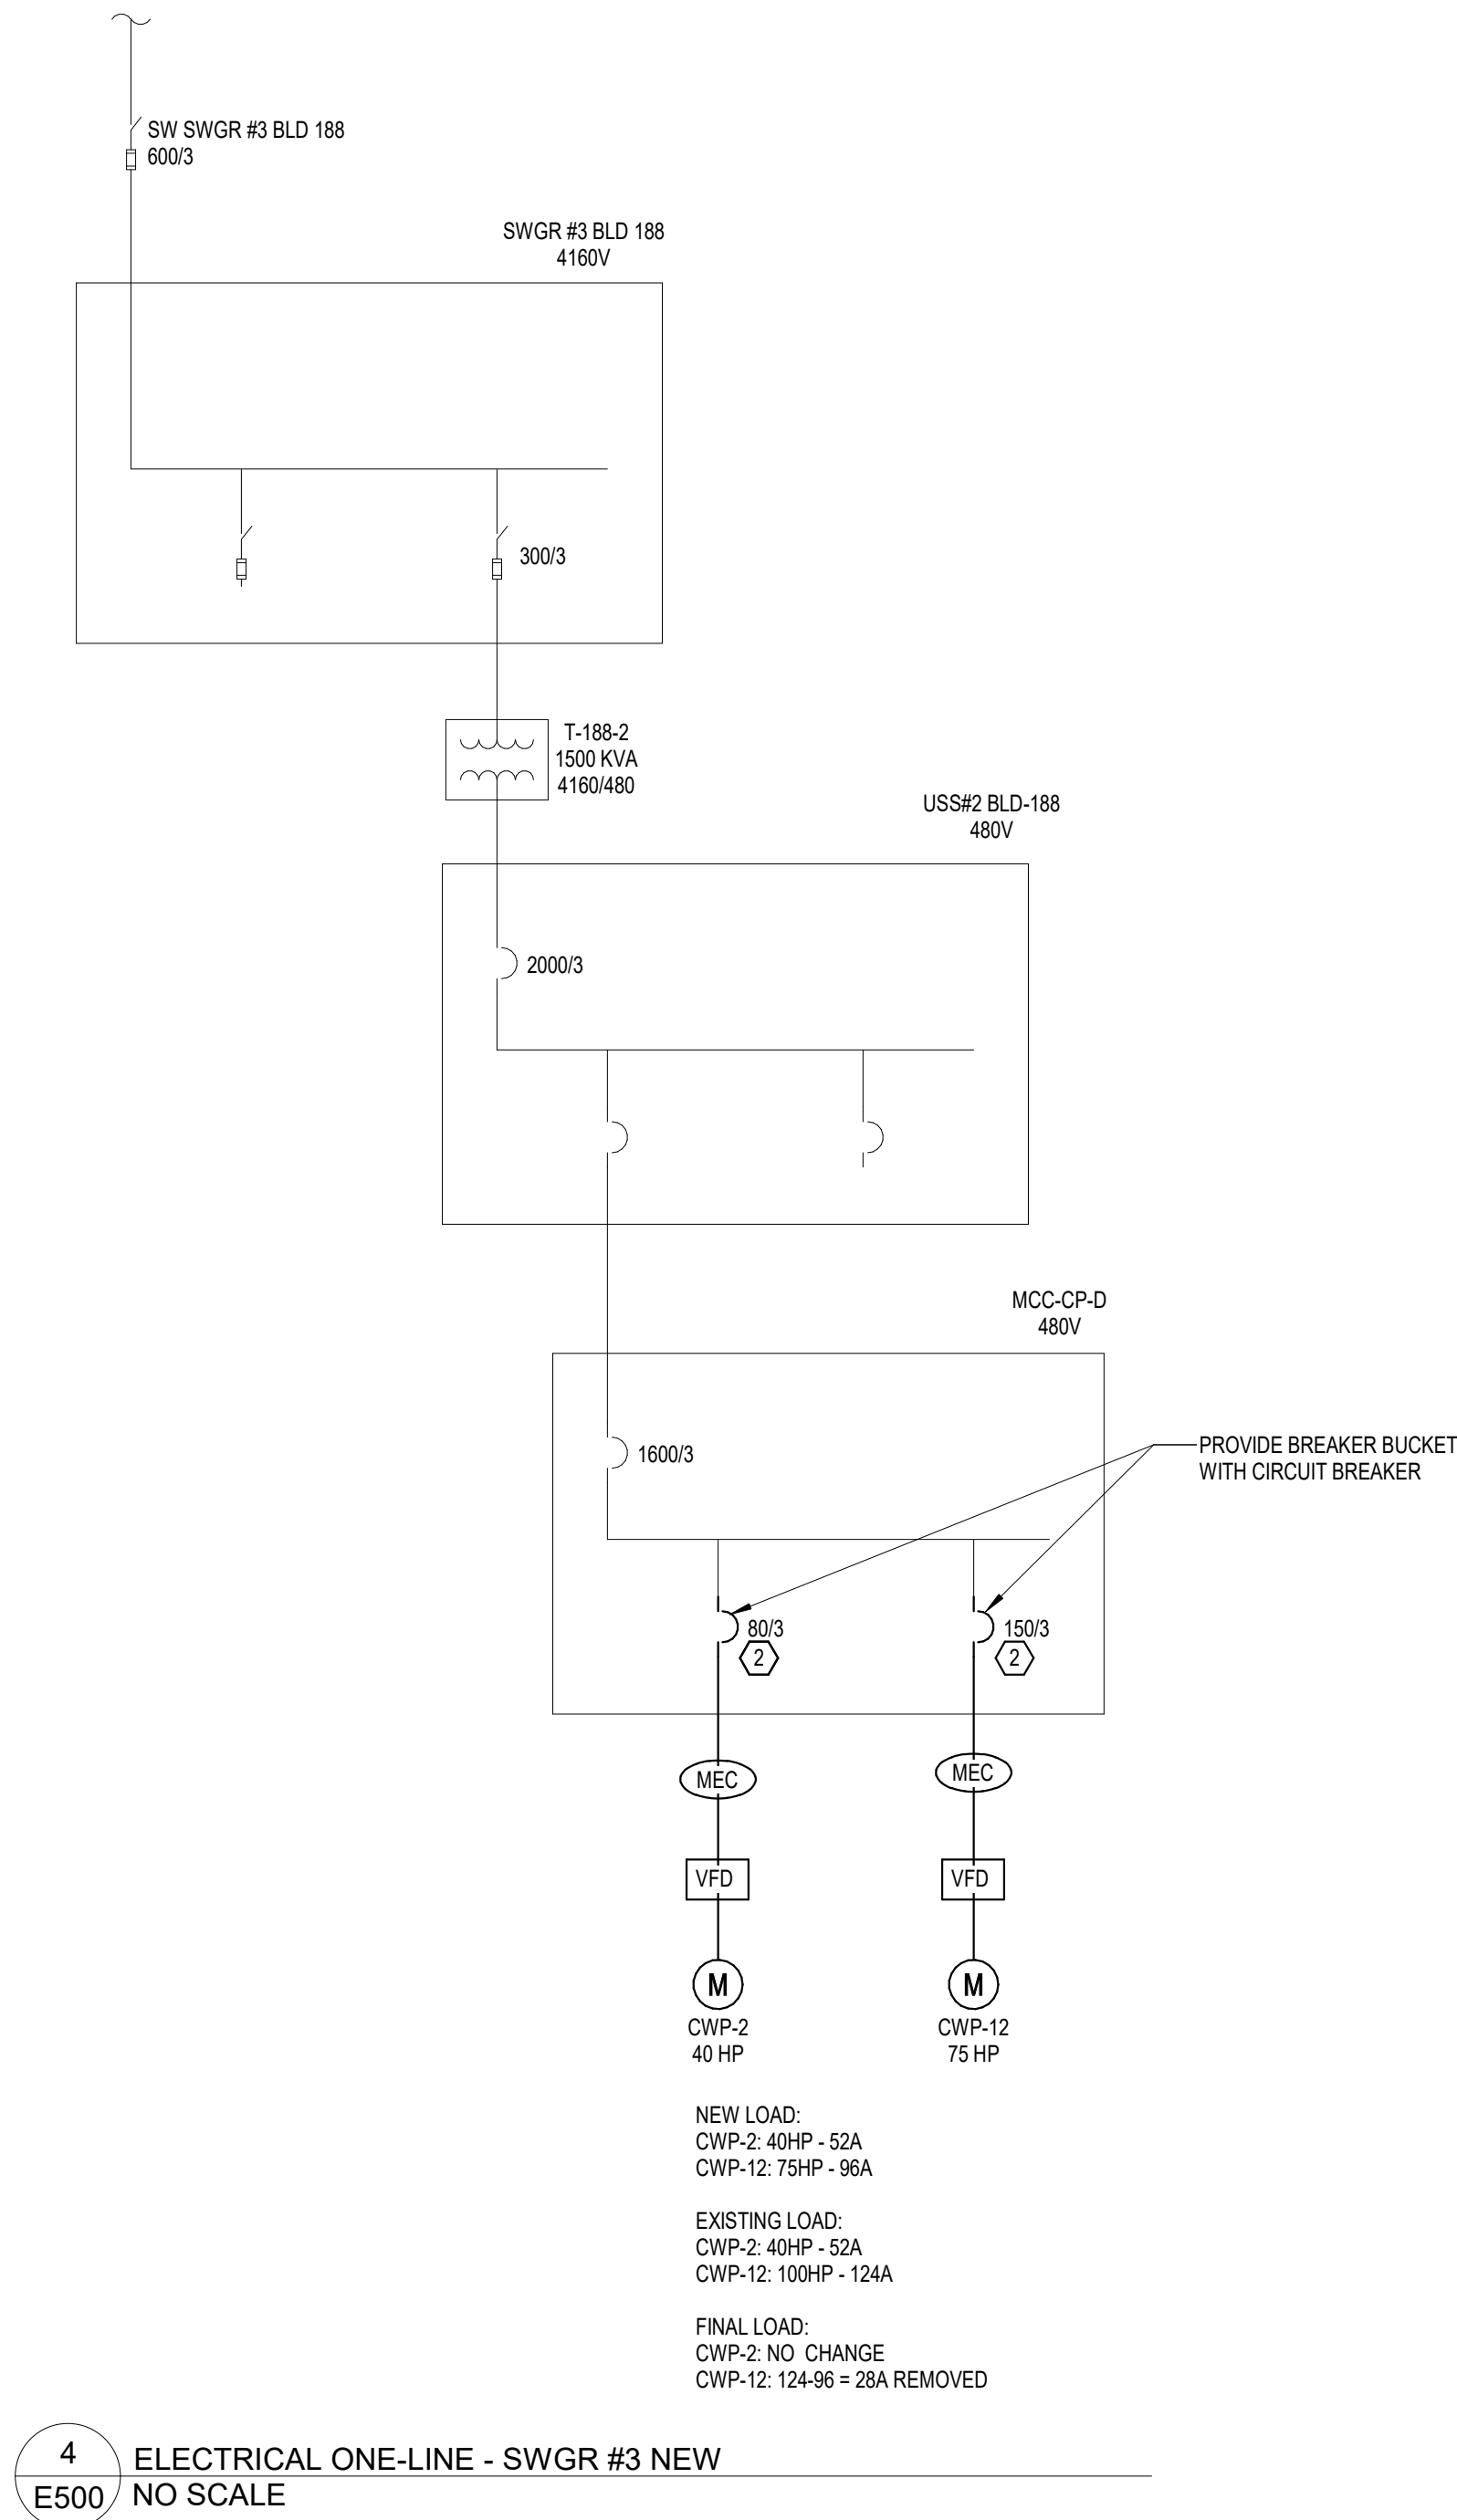 SW SWGR #3 BLD 188
600/3
SWGR #3 BLD 188
4160V
300/3
T-188-2
1500 KVA
4160/480
USS#2 BLD-188
480V
2000/3
MCC-CP-D
480V
1600/3
PROVIDE BREAKER BUCKET
WITH CIRCUIT BREAKER
80/3
2
150/3
2
MEC
MEC
VFD
VFD
M
M
CWP-2
40 HP
CWP-12
75 HP
NEW LOAD:
CWP-2: 40HP - 52A
CWP-12: 75HP - 96A
EXISTING LOAD:
CWP-2: 40HP - 52A
CWP-12: 100HP - 124A
FINAL LOAD:
CWP-2: NO CHANGE
CWP-12: 124-96 = 28A REMOVED
4
E500
ELECTRICAL ONE-LINE - SWGR #3 NEW
NO SCALE